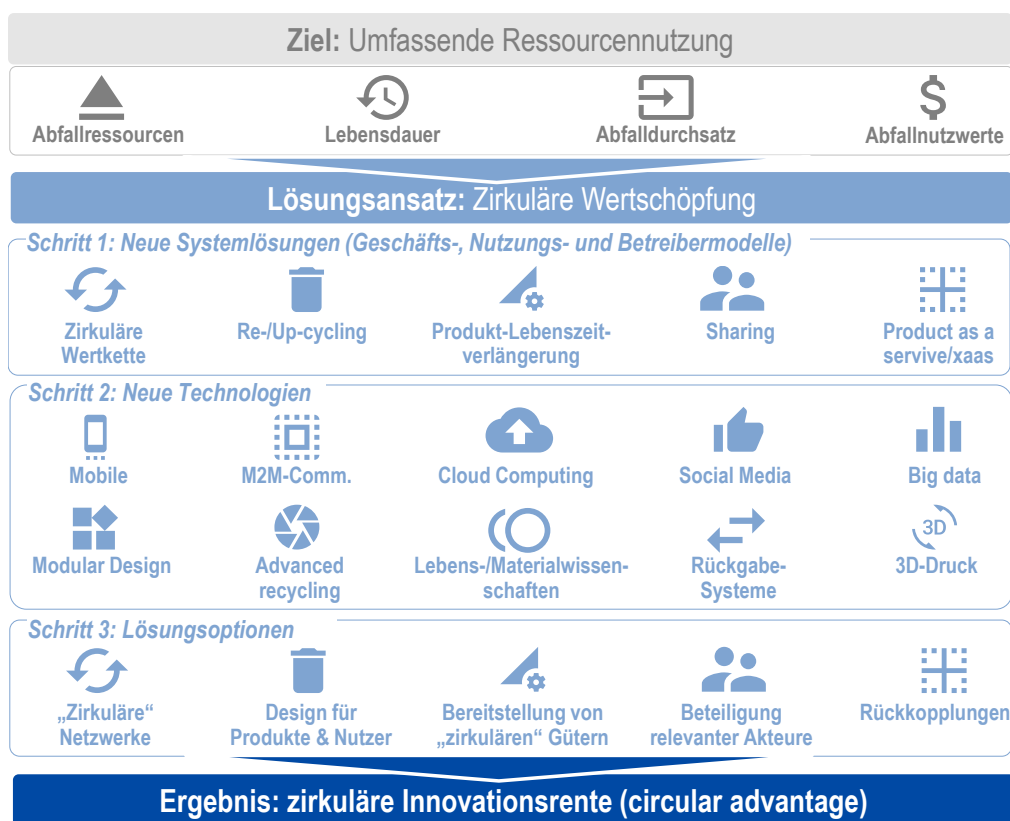 Ziel: Umfassende Ressourcennutzung
Abfallressourcen
Lebensdauer
Abfalldurchsatz
$
Abfallnutzwerte
Lösungsansatz: Zirkuläre Wertschöpfung
Schritt 1: Neue Systemlösungen (Geschäfts-, Nutzungs- und Betreibermodelle)
Zirkuläre
Wertkette
Re-/Up-cycling
Produkt-Lebenszeit-
verlängerung
Sharing
Product as a
servive/xaas
Schritt 2: Neue Technologien
Mobile
M2M-Comm.
Cloud Computing
Social Media
Big data
Modular Design
Advanced
recycling
Lebens-/Materialwissen-
schaften
Rückgabe-
Systeme
3D
3D-Druck
Schritt 3: Lösungsoptionen
„Zirkuläre“
Netzwerke
Design für
Produkte & Nutzer
Bereitstellung von
„zirkulären“ Gütern
Beteiligung
relevanter Akteure
Rückkopplungen
Ergebnis: zirkuläre Innovationsrente (circular advantage)